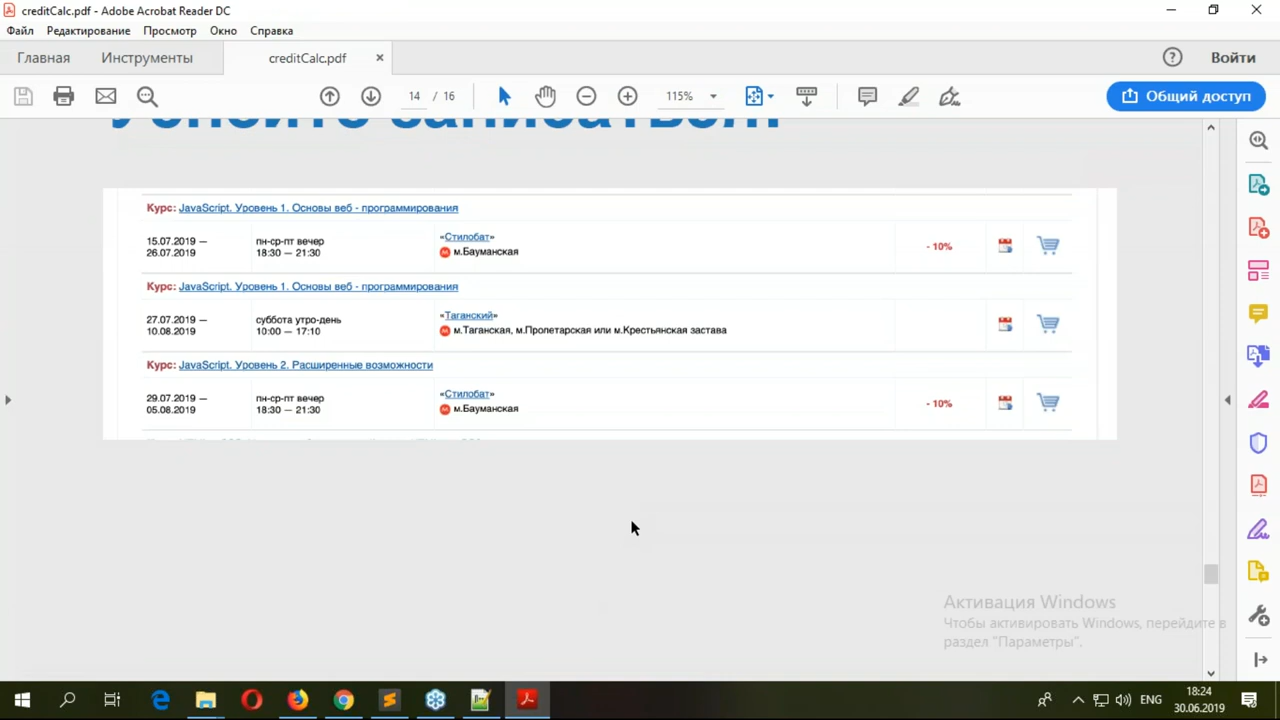 creditCalc.pdf - Adobe Acrobat Reader DC
Файл Редактирование Просмотр Окно Справка
Главная Инструменты creditCalc.pdf × Войти
14 / 16 115% Общий доступ
Курс: JavaScript. Уровень 1. Основы веб - программирования
15.07.2019 — пн-ср-пт вечер «Стилобат»
26.07.2019 18:30 — 21:30 м.Бауманская - 10%
Курс: JavaScript. Уровень 1. Основы веб - программирования
27.07.2019 — суббота утро-день «Таганский»
10.08.2019 10:00 — 17:10 м.Таганская, м.Пролетарская или м.Крестьянская застава
Курс: JavaScript. Уровень 2. Расширенные возможности
29.07.2019 — пн-ср-пт вечер «Стилобат»
05.08.2019 18:30 — 21:30 м.Бауманская - 10%
Активация Windows
Чтобы активировать Windows, перейдите в
раздел "Параметры".
ENG 18:24
30.06.2019